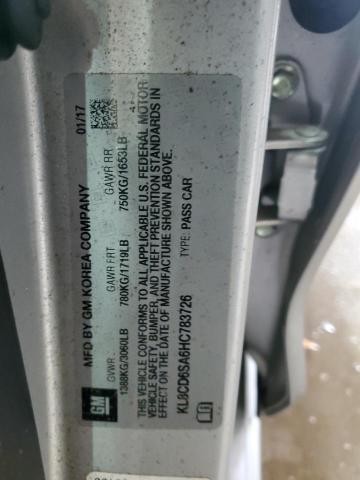 GM MFD BY GM KOREA COMPANY 01/17
GVWR GAWR FRT GAWR RR
1388KG/3060LB 780KG/1719LB 750KG/1653LB
THIS VEHICLE CONFORMS TO ALL APPLICABLE U.S. FEDERAL MOTOR
VEHICLE SAFETY, BUMPER, AND THEFT PREVENTION STANDARDS IN
EFFECT ON THE DATE OF MANUFACTURE SHOWN ABOVE.
KL8CD6SA6HC783726 TYPE: PASS CAR